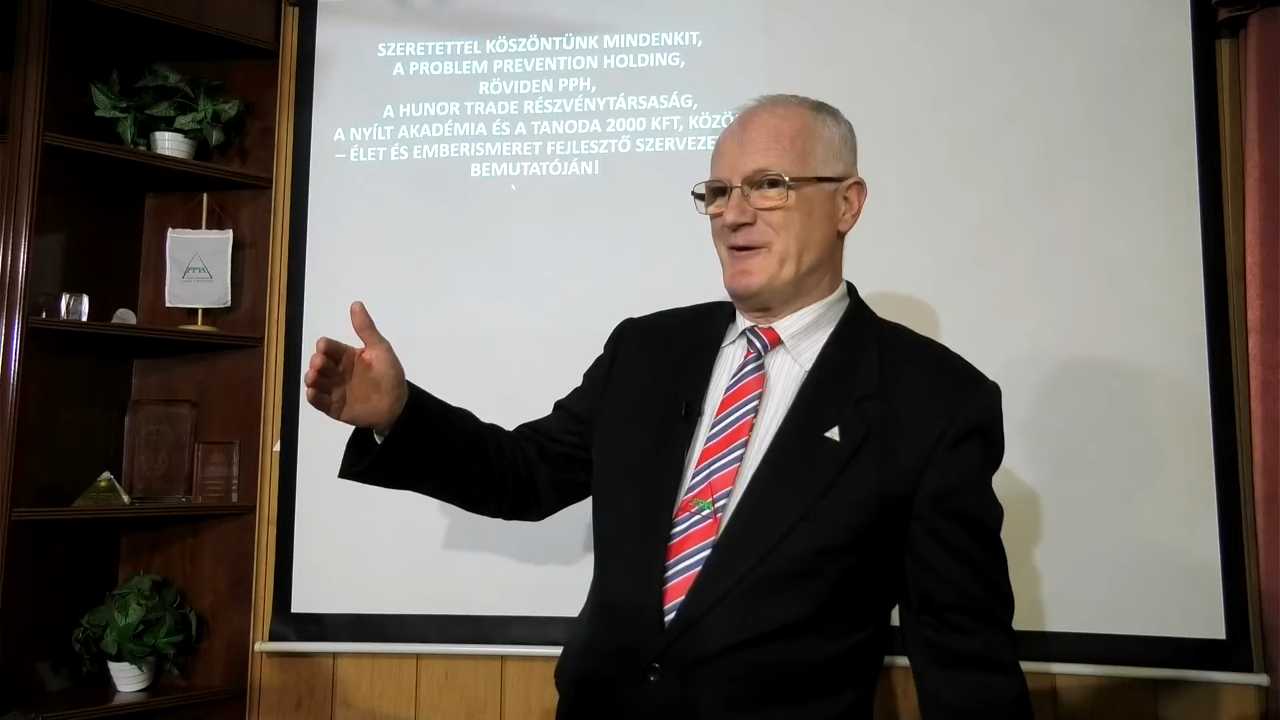 SZERETETTEL KÖSZÖNTÜNK MINDENKIT,
A PROBLEM PREVENTION HOLDING,
RÖVIDEN PPH,
A HUNOR TRADE RÉSZVÉNYTÁRSASÁG,
A NYÍLT AKADÉMIA ÉS A TANODA 2000 KFT, KÖZÖ
– ÉLET ÉS EMBERISMERET FEJLESZTŐ SZERVEZE
BEMUTATÓJÁN!
PPH
PPH